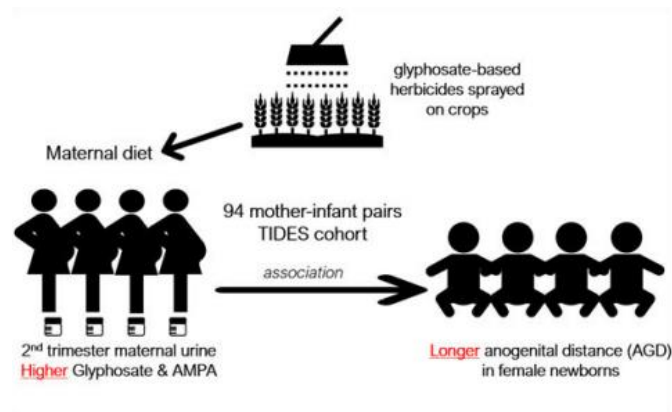 glyphosate-based
herbicides sprayed
on crops
Maternal diet
94 mother-infant pairs
TIDES cohort
association
2nd trimester maternal urine
Higher Glyphosate & AMPA
Longer anogenital distance (AGD)
in female newborns